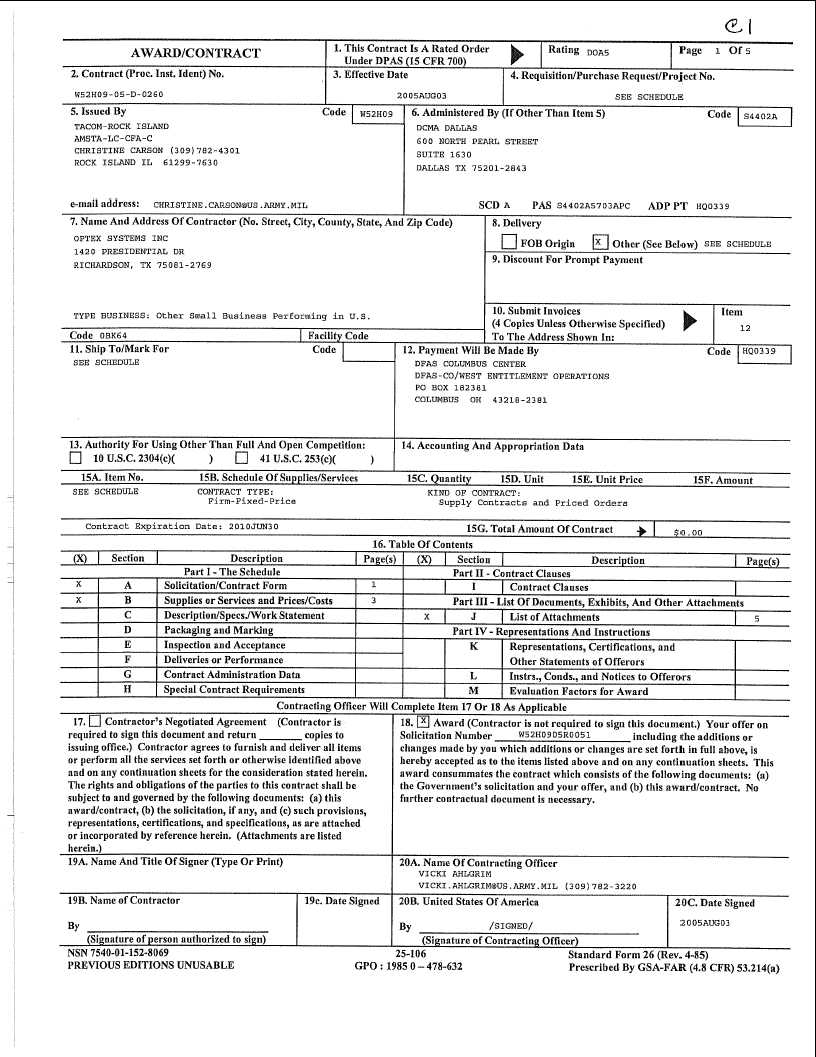 C1
AWARD/CONTRACT
1. This Contract Is A Rated Order
Under DPAS (15 CFR 700)
Rating DOA5
Page 1 Of 5
2. Contract (Proc. Inst. Ident) No.
W52H09-05-D-0260
3. Effective Date
2005AUG03
4. Requisition/Purchase Request/Project No.
SEE SCHEDULE
5. Issued By
Code W52H09
TACOM-ROCK ISLAND
AMSTA-LC-CFA-C
CHRISTINE CARSON (309)782-4301
ROCK ISLAND IL 61299-7630
e-mail address: CHRISTINE.CARSON@US.ARMY.MIL
6. Administered By (If Other Than Item 5)
Code S4402A
DCMA DALLAS
600 NORTH PEARL STREET
SUITE 1630
DALLAS TX 75201-2843
SCD A PAS S4402A5703APC ADP PT HQ0339
7. Name And Address Of Contractor (No. Street, City, County, State, And Zip Code)
OPTEX SYSTEMS INC
1420 PRESIDENTIAL DR
RICHARDSON, TX 75081-2769
TYPE BUSINESS: Other Small Business Performing in U.S.
Code 0BK64
Facility Code
8. Delivery
FOB Origin X Other (See Below) SEE SCHEDULE
9. Discount For Prompt Payment
10. Submit Invoices
(4 Copies Unless Otherwise Specified)
To The Address Shown In:
Item
12
11. Ship To/Mark For
Code
SEE SCHEDULE
12. Payment Will Be Made By
Code HQ0339
DFAS COLUMBUS CENTER
DFAS-CO/WEST ENTITLEMENT OPERATIONS
PO BOX 182381
COLUMBUS OH 43218-2381
13. Authority For Using Other Than Full And Open Competition:
10 U.S.C. 2304(c)( ) 41 U.S.C. 253(c)( )
14. Accounting And Appropriation Data
15A. Item No. 15B. Schedule Of Supplies/Services 15C. Quantity 15D. Unit 15E. Unit Price 15F. Amount
SEE SCHEDULE CONTRACT TYPE: KIND OF CONTRACT:
Firm-Fixed-Price Supply Contracts and Priced Orders
Contract Expiration Date: 2010JUN30
15G. Total Amount Of Contract $0.00
16. Table Of Contents
(X) Section Description Page(s) (X) Section Description Page(s)
Part I - The Schedule Part II - Contract Clauses
X A Solicitation/Contract Form 1 I Contract Clauses
X B Supplies or Services and Prices/Costs 3 Part III - List Of Documents, Exhibits, And Other Attachments
C Description/Specs./Work Statement X J List of Attachments 5
D Packaging and Marking Part IV - Representations And Instructions
E Inspection and Acceptance K Representations, Certifications, and
F Deliveries or Performance Other Statements of Offerors
G Contract Administration Data L Instrs., Conds., and Notices to Offerors
H Special Contract Requirements M Evaluation Factors for Award
Contracting Officer Will Complete Item 17 Or 18 As Applicable
17. Contractor's Negotiated Agreement (Contractor is
required to sign this document and return ________ copies to
issuing office.) Contractor agrees to furnish and deliver all items
or perform all the services set forth or otherwise identified above
and on any continuation sheets for the consideration stated herein.
The rights and obligations of the parties to this contract shall be
subject to and governed by the following documents: (a) this
award/contract, (b) the solicitation, if any, and (c) such provisions,
representations, certifications, and specifications, as are attached
or incorporated by reference herein. (Attachments are listed
herein.)
18. X Award (Contractor is not required to sign this document.) Your offer on
Solicitation Number W52H0905R0051 including the additions or
changes made by you which additions or changes are set forth in full above, is
hereby accepted as to the items listed above and on any continuation sheets. This
award consummates the contract which consists of the following documents: (a)
the Government's solicitation and your offer, and (b) this award/contract. No
further contractual document is necessary.
19A. Name And Title Of Signer (Type Or Print)
20A. Name Of Contracting Officer
VICKI AHLGRIM
VICKI.AHLGRIM@US.ARMY.MIL (309)782-3220
19B. Name of Contractor
19c. Date Signed
20B. United States Of America
20C. Date Signed
2005AUG03
By
(Signature of person authorized to sign)
By /SIGNED/
(Signature of Contracting Officer)
NSN 7540-01-152-8069 25-106 Standard Form 26 (Rev. 4-85)
PREVIOUS EDITIONS UNUSABLE GPO : 1985 0 - 478-632 Prescribed By GSA-FAR (4.8 CFR) 53.214(a)